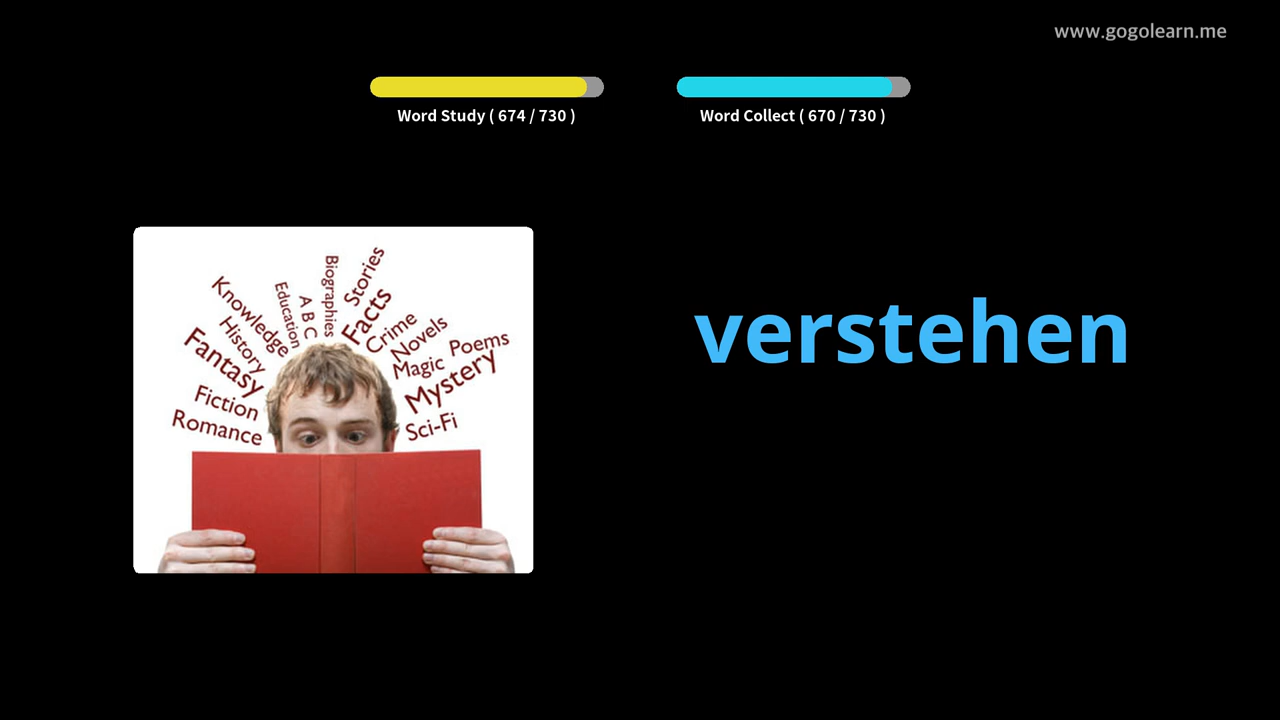 www.gogolearn.me
Word Study ( 674 / 730 )
Word Collect ( 670 / 730 )
verstehen
Biographies
Stories
Education
A B C
Facts
Knowledge
Crime
History
Novels
Fantasy
Magic
Poems
Mystery
Fiction
Romance
Sci-Fi